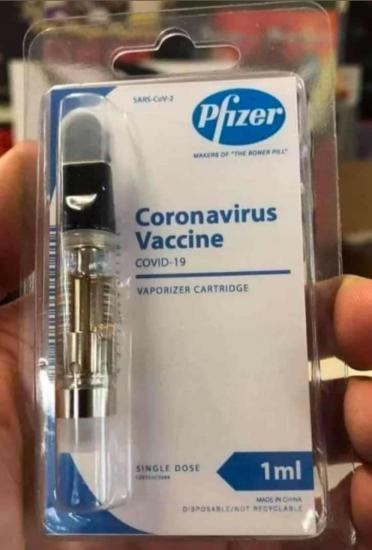 SARS-CoV-2
Pfizer
MAKERS OF "THE BONER PILL"
Coronavirus
Vaccine
COVID-19
VAPORIZER CARTRIDGE
SINGLE DOSE
1ml
MADE IN CHINA
DISPOSABLE/NOT RECYCLABLE